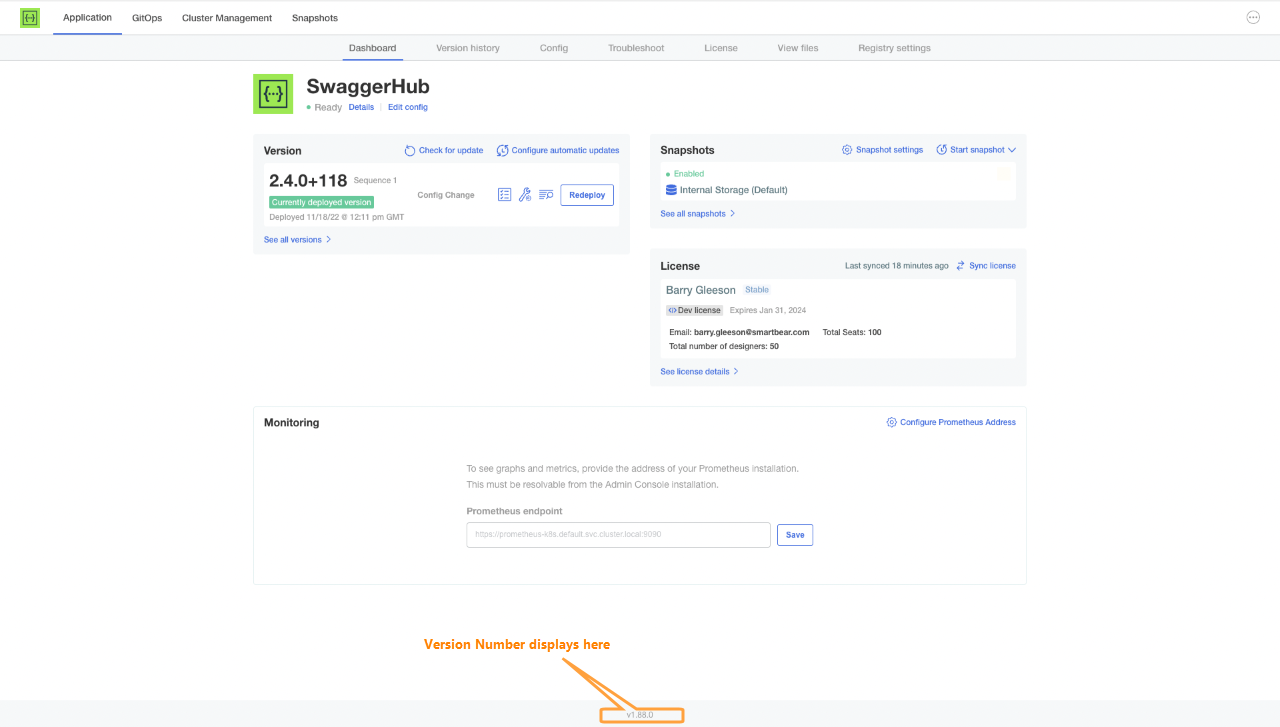 Application GitOps Cluster Management Snapshots
Dashboard Version history Config Troubleshoot License View files Registry settings
SwaggerHub
Ready Details Edit config
Version Check for update Configure automatic updates
2.4.0+118 Sequence 1
Currently deployed version
Deployed 11/18/22 @ 12:11 pm GMT
Config Change Redeploy
See all versions
Snapshots Snapshot settings Start snapshot
Enabled
Internal Storage (Default)
See all snapshots
License Last synced 18 minutes ago Sync license
Barry Gleeson Stable
Dev license Expires Jan 31, 2024
Email: barry.gleeson@smartbear.com Total Seats: 100
Total number of designers: 50
See license details
Monitoring Configure Prometheus Address
To see graphs and metrics, provide the address of your Prometheus installation.
This must be resolvable from the Admin Console installation.
Prometheus endpoint
https://prometheus-k8s.default.svc.cluster.local:9090 Save
Version Number displays here
v1.88.0